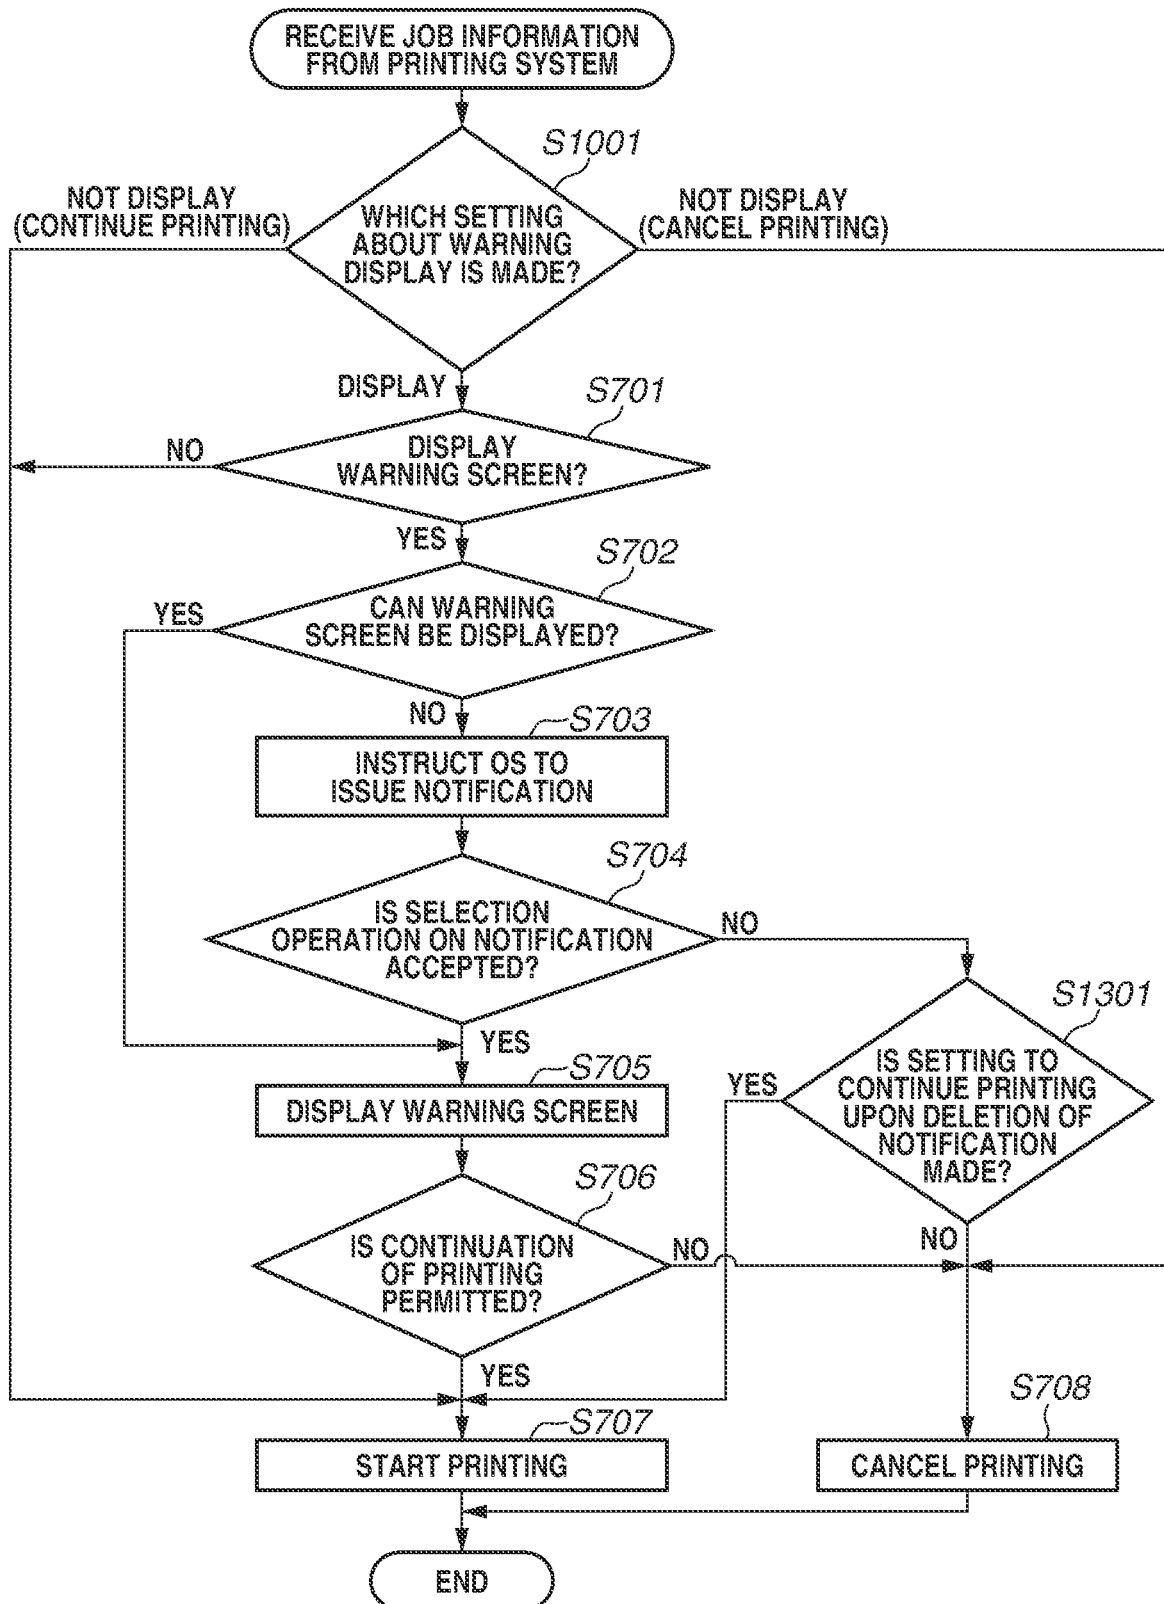 RECEIVE JOB INFORMATION
FROM PRINTING SYSTEM
S1001
NOT DISPLAY
(CONTINUE PRINTING)
WHICH SETTING
ABOUT WARNING
DISPLAY IS MADE?
NOT DISPLAY
(CANCEL PRINTING)
DISPLAY
S701
NO
DISPLAY
WARNING SCREEN?
YES
S702
YES
CAN WARNING
SCREEN BE DISPLAYED?
NO
S703
INSTRUCT OS TO
ISSUE NOTIFICATION
S704
IS SELECTION
OPERATION ON NOTIFICATION
ACCEPTED?
NO
S1301
YES
IS SETTING TO
CONTINUE PRINTING
UPON DELETION OF
NOTIFICATION
MADE?
YES
NO
S705
DISPLAY WARNING SCREEN
S706
IS CONTINUATION
OF PRINTING
PERMITTED?
NO
YES
S707
START PRINTING
S708
CANCEL PRINTING
END